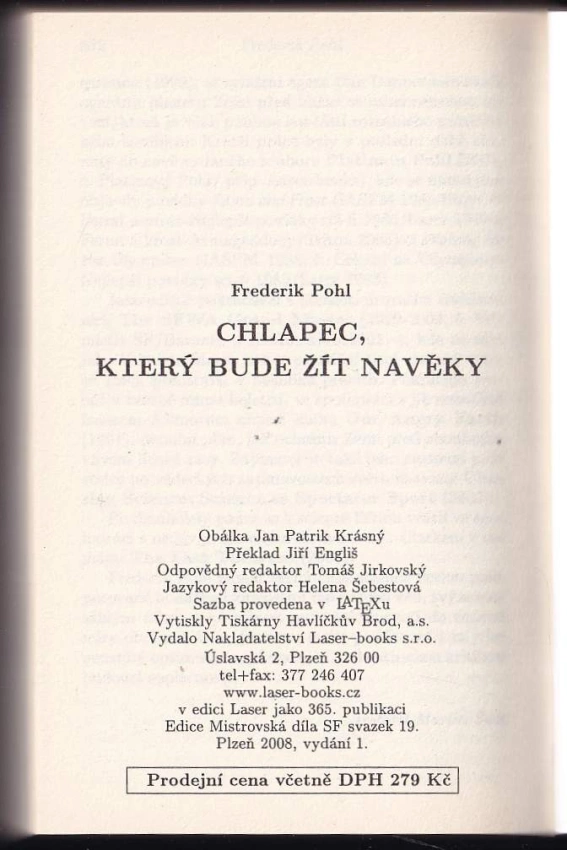 Frederik Pohl
CHLAPEC,
KTERÝ BUDE ŽÍT NAVĚKY
Obálka Jan Patrik Krásný
Překlad Jiří Engliš
Odpovědný redaktor Tomáš Jirkovský
Jazykový redaktor Helena Šebestová
Sazba provedena v LATEXu
Vytiskly Tiskárny Havlíčkův Brod, a.s.
Vydalo Nakladatelství Laser–books s.r.o.
Úslavská 2, Plzeň 326 00
tel+fax: 377 246 407
www.laser-books.cz
v edici Laser jako 365. publikaci
Edice Mistrovská díla SF svazek 19.
Plzeň 2008, vydání 1.
Prodejní cena včetně DPH 279 Kč